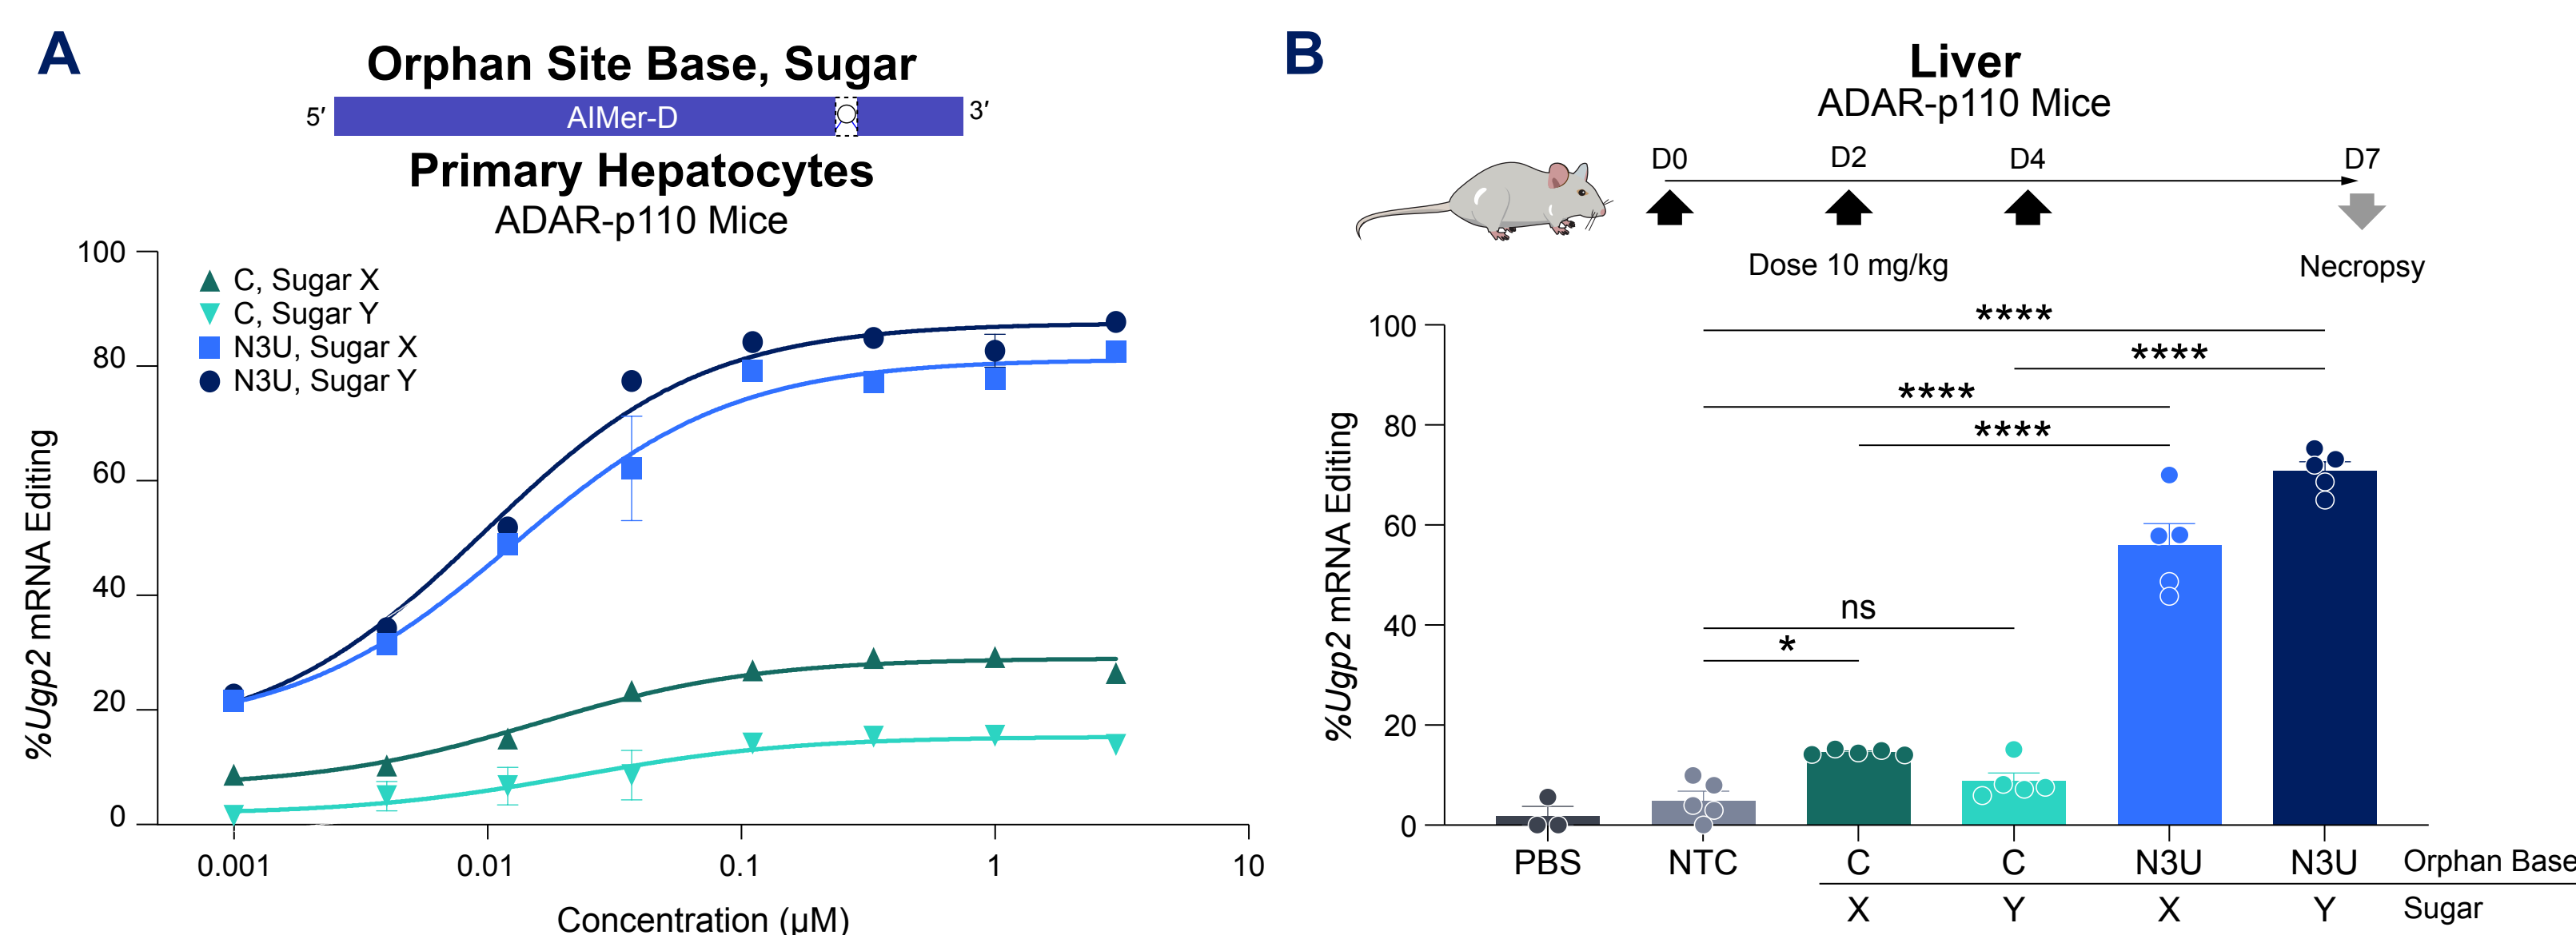 A
Orphan Site Base, Sugar
5′ AIMer-D 3′
Primary Hepatocytes
ADAR-p110 Mice
100
80
60
40
20
0
%Ugp2 mRNA Editing
C, Sugar X
C, Sugar Y
N3U, Sugar X
N3U, Sugar Y
0.001 0.01 0.1 1 10
Concentration (μM)
B
Liver
ADAR-p110 Mice
D0 D2 D4 D7
Dose 10 mg/kg Necropsy
100
80
60
40
20
0
%Ugp2 mRNA Editing
****
****
****
****
ns
*
PBS NTC C C N3U N3U Orphan Base
X Y X Y Sugar